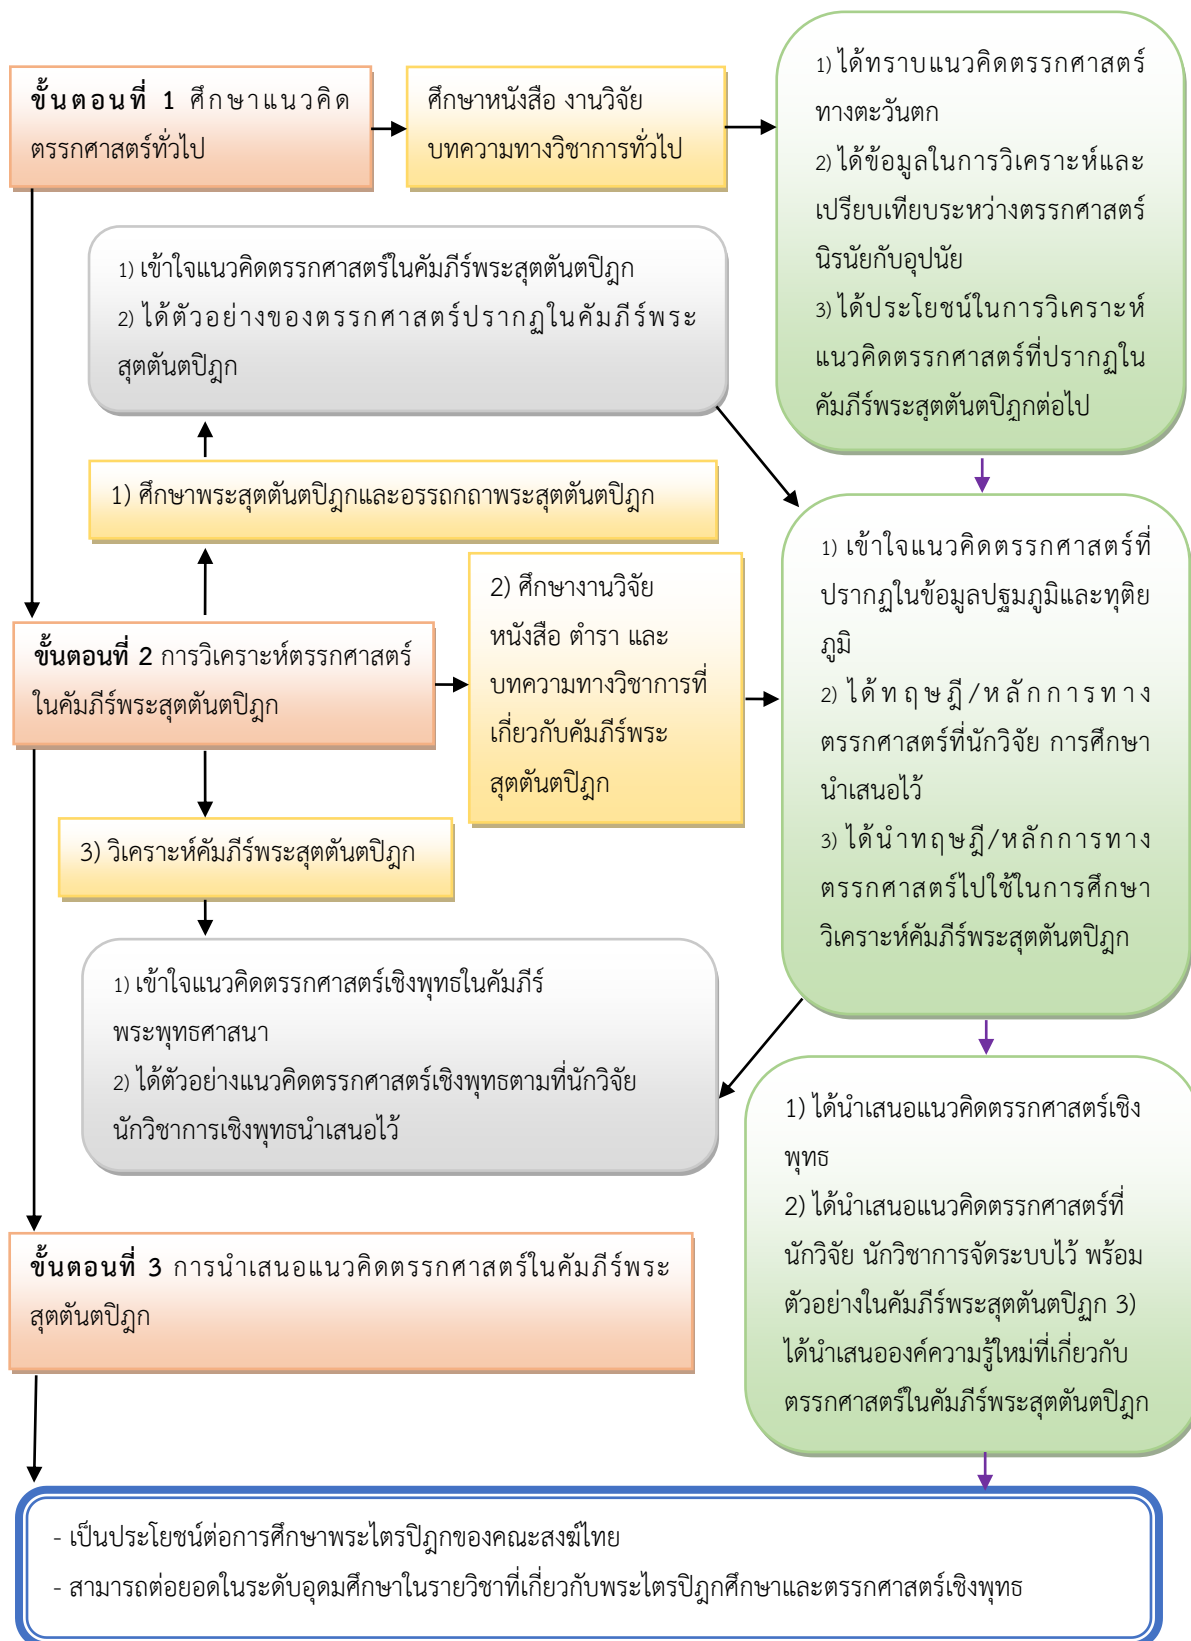 ขั้นตอนที่ 1 ศึกษาแนวคิด
ตรรกศาสตร์ทั่วไป
ศึกษาหนังสือ งานวิจัย
บทความทางวิชาการทั่วไป
1) ได้ทราบแนวคิดตรรกศาสตร์
ทางตะวันตก
2) ได้ข้อมูลในการวิเคราะห์และ
เปรียบเทียบระหว่างตรรกศาสตร์
นิรนัยกับอุปนัย
3) ได้ประโยชน์ในการวิเคราะห์
แนวคิดตรรกศาสตร์ที่ปรากฏใน
คัมภีร์พระสุตตันตปิฎกต่อไป
1) เข้าใจแนวคิดตรรกศาสตร์ในคัมภีร์พระสุตตันตปิฎก
2) ได้ตัวอย่างของตรรกศาสตร์ปรากฏในคัมภีร์พระ
สุตตันตปิฎก
1) ศึกษาพระสุตตันตปิฎกและอรรถกถาพระสุตตันตปิฎก
ขั้นตอนที่ 2 การวิเคราะห์ตรรกศาสตร์
ในคัมภีร์พระสุตตันตปิฎก
2) ศึกษางานวิจัย
หนังสือ ตำรา และ
บทความทางวิชาการที่
เกี่ยวกับคัมภีร์พระ
สุตตันตปิฎก
1) เข้าใจแนวคิดตรรกศาสตร์ที่
ปรากฏในข้อมูลปฐมภูมิและทุติย
ภูมิ
2) ได้ทฤษฎี/หลักการทาง
ตรรกศาสตร์ที่นักวิจัย การศึกษา
นำเสนอไว้
3) ได้นำทฤษฎี/หลักการทาง
ตรรกศาสตร์ไปใช้ในการศึกษา
วิเคราะห์คัมภีร์พระสุตตันตปิฎก
3) วิเคราะห์คัมภีร์พระสุตตันตปิฎก
1) เข้าใจแนวคิดตรรกศาสตร์เชิงพุทธในคัมภีร์
พระพุทธศาสนา
2) ได้ตัวอย่างแนวคิดตรรกศาสตร์เชิงพุทธตามที่นักวิจัย
นักวิชาการเชิงพุทธนำเสนอไว้
1) ได้นำเสนอแนวคิดตรรกศาสตร์เชิง
พุทธ
2) ได้นำเสนอแนวคิดตรรกศาสตร์ที่
นักวิจัย นักวิชาการจัดระบบไว้ พร้อม
ตัวอย่างในคัมภีร์พระสุตตันตปิฎก 3)
ได้นำเสนอองค์ความรู้ใหม่ที่เกี่ยวกับ
ตรรกศาสตร์ในคัมภีร์พระสุตตันตปิฎก
ขั้นตอนที่ 3 การนำเสนอแนวคิดตรรกศาสตร์ในคัมภีร์พระ
สุตตันตปิฎก
- เป็นประโยชน์ต่อการศึกษาพระไตรปิฎกของคณะสงฆ์ไทย
- สามารถต่อยอดในระดับอุดมศึกษาในรายวิชาที่เกี่ยวกับพระไตรปิฎกศึกษาและตรรกศาสตร์เชิงพุทธ